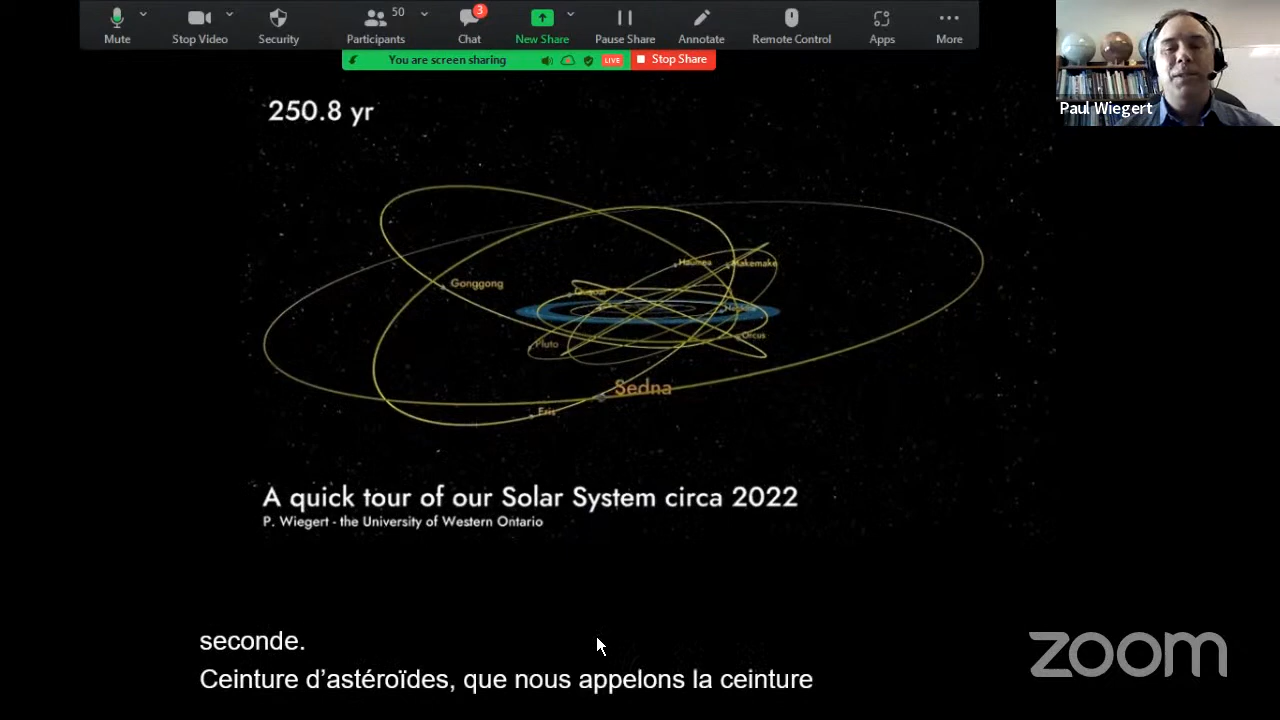 Mute
Stop Video
Security
Participants
50
Chat
3
New Share
Pause Share
Annotate
Remote Control
Apps
More
You are screen sharing
LIVE
Stop Share
Paul Wiegert
250.8 yr
Haumea
Makemake
Gonggong
Quaoar
Neptune
Orcus
Pluto
Sedna
Eris
A quick tour of our Solar System circa 2022
P. Wiegert - the University of Western Ontario
seconde.
Ceinture d’astéroïdes, que nous appelons la ceinture
zoom